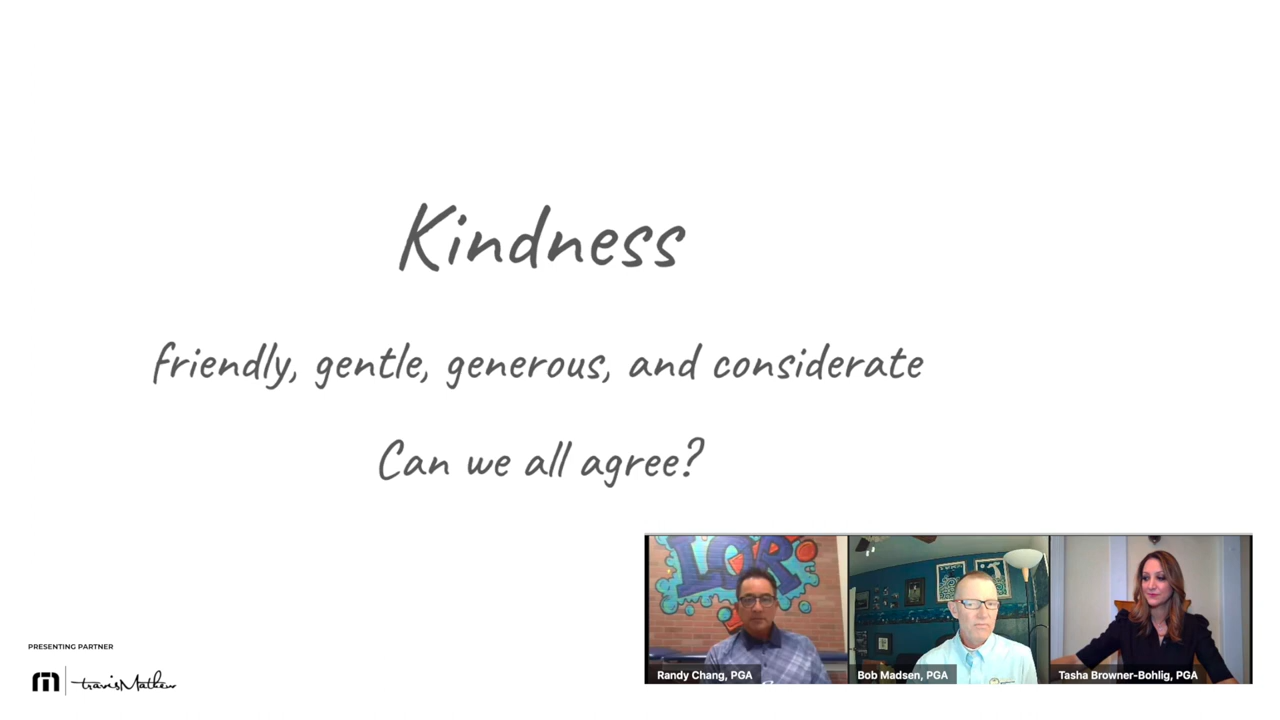 Kindness
friendly, gentle, generous, and considerate
Can we all agree?
LOR
PRESENTING PARTNER
travisMathew
Randy Chang, PGA
Bob Madsen, PGA
Tasha Browner-Bohlig, PGA